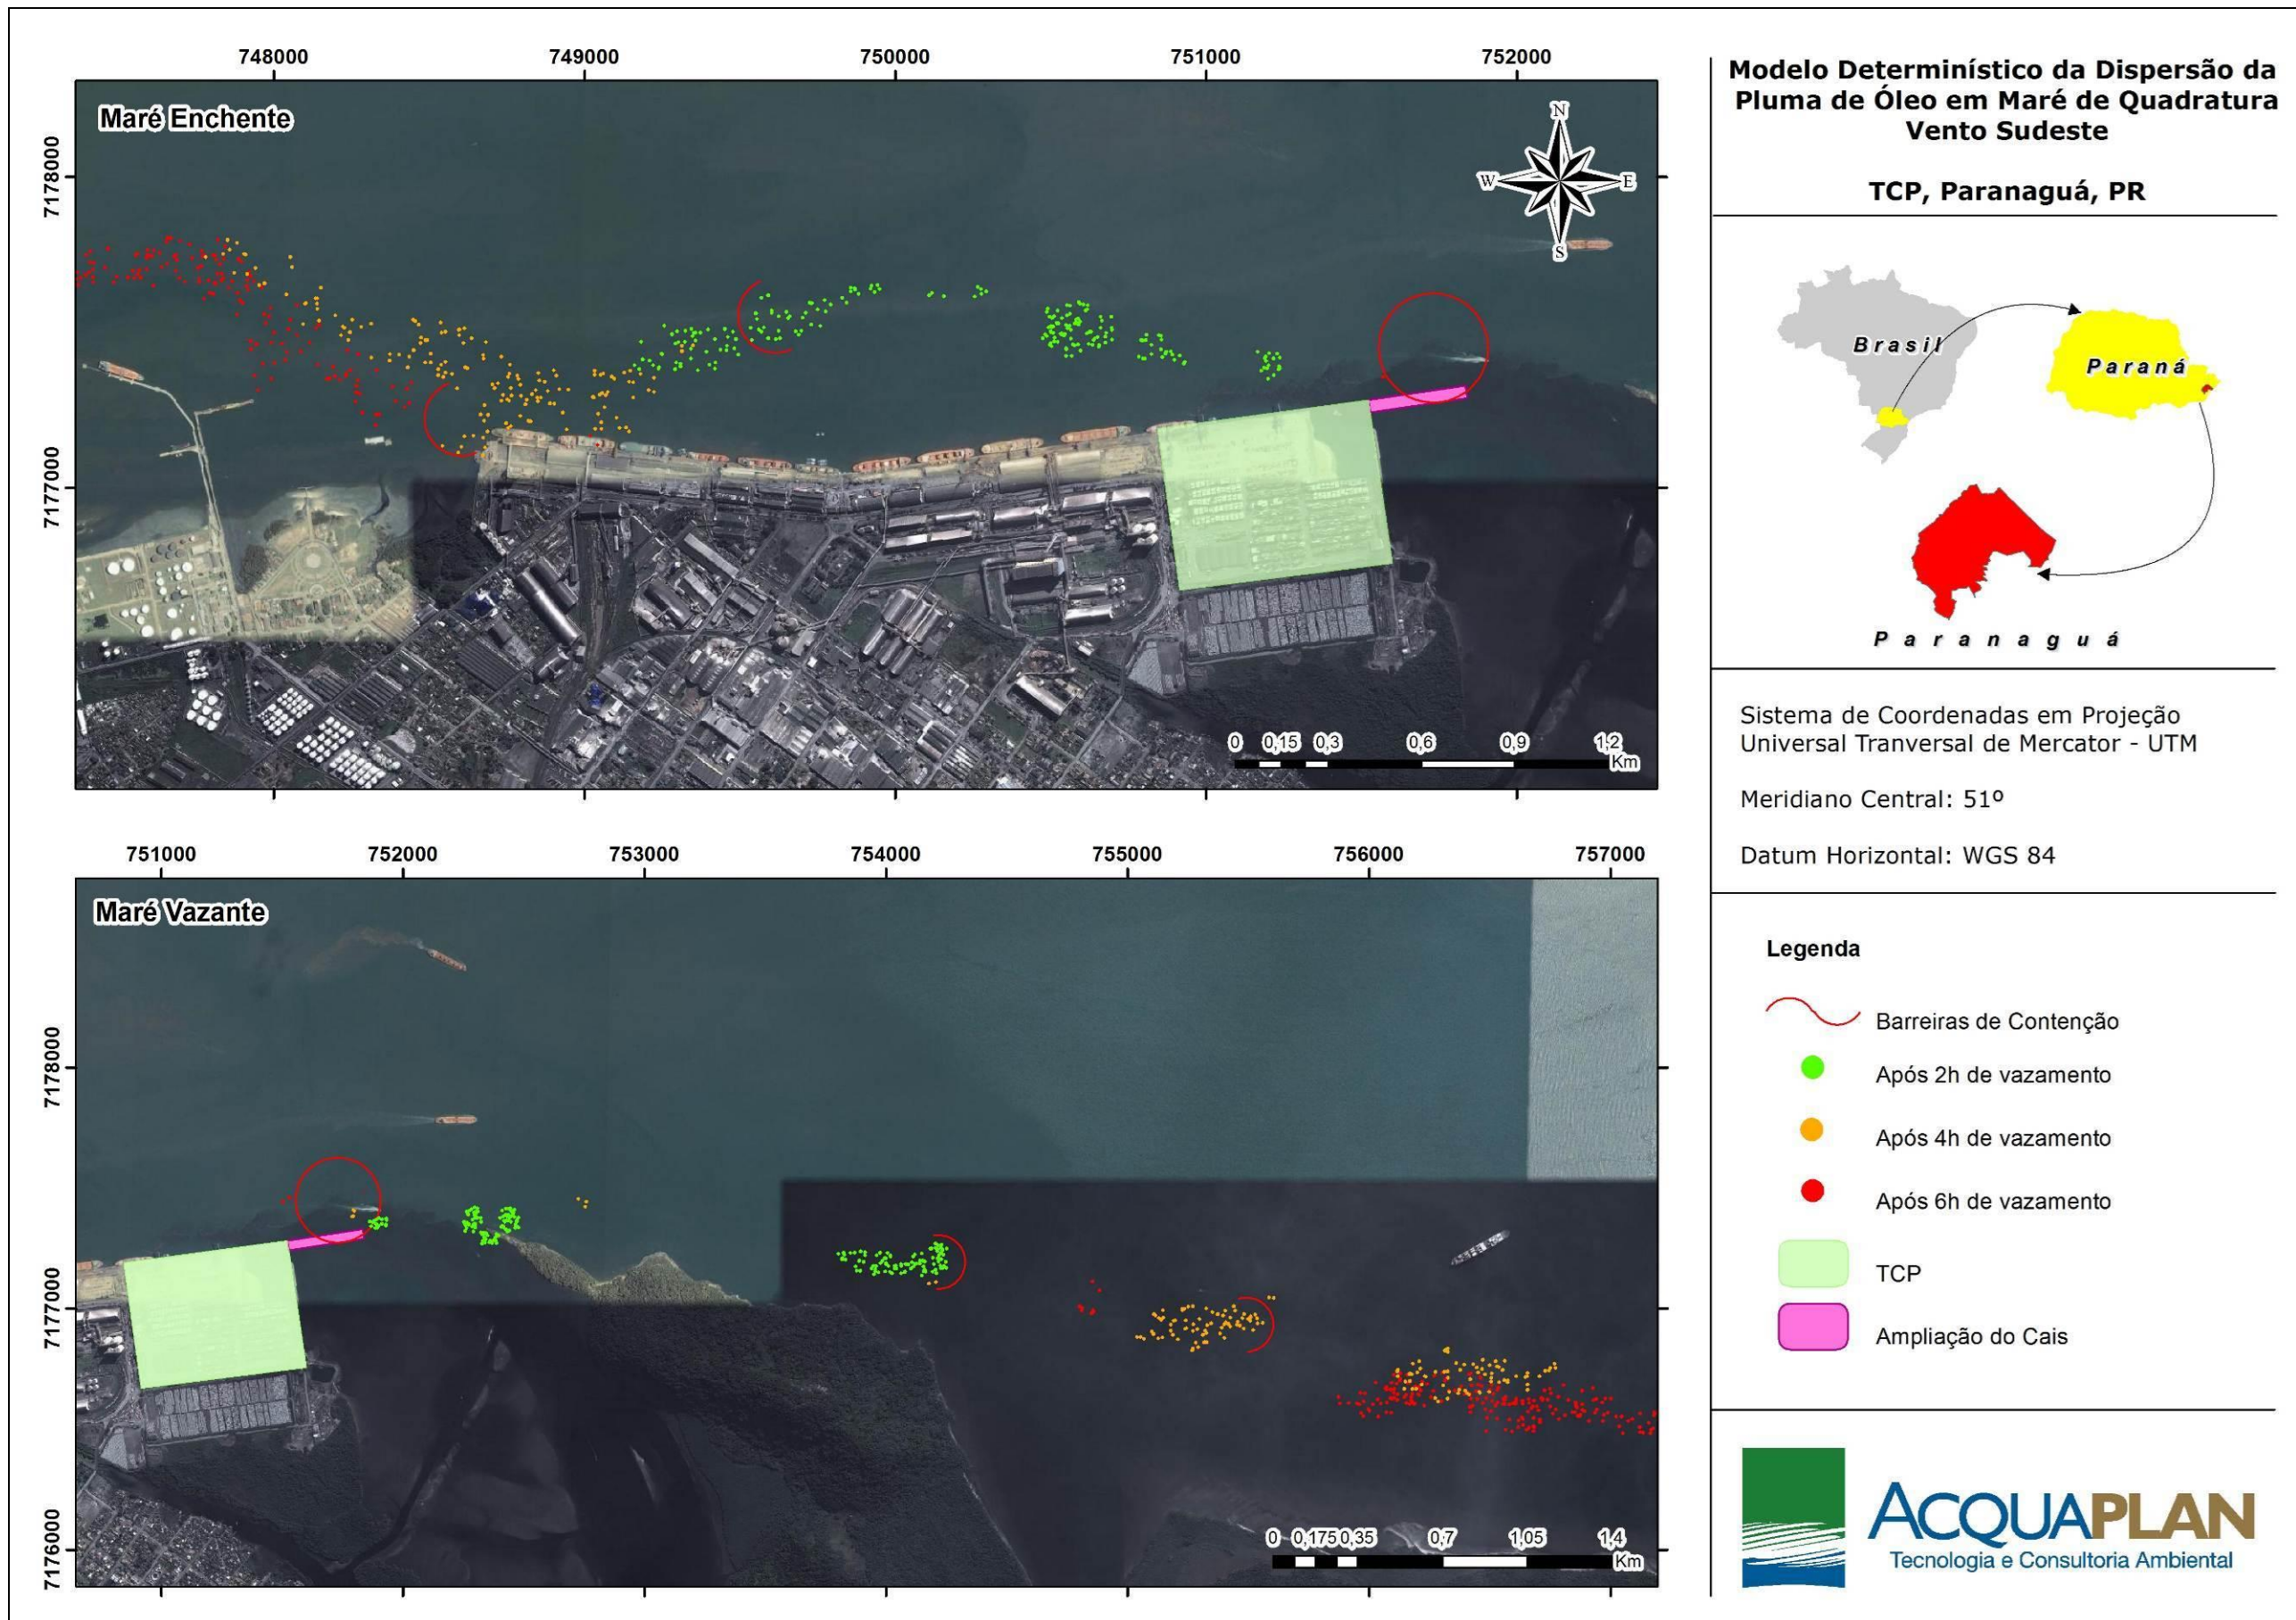 748000 749000 750000 751000 752000
Maré Enchente
N
W E
S
7178000
7177000
0 0,15 0,3 0,6 0,9 1,2
Km
751000 752000 753000 754000 755000 756000 757000
Maré Vazante
7178000
7177000
7176000
0 0,175 0,35 0,7 1,05 1,4
Km
Modelo Determinístico da Dispersão da
Pluma de Óleo em Maré de Quadratura
Vento Sudeste
TCP, Paranaguá, PR
Brasil
Paraná
Paranaguá
Sistema de Coordenadas em Projeção
Universal Tranversal de Mercator - UTM
Meridiano Central: 51º
Datum Horizontal: WGS 84
Legenda
Barreiras de Contenção
Após 2h de vazamento
Após 4h de vazamento
Após 6h de vazamento
TCP
Ampliação do Cais
ACQUAPLAN
Tecnologia e Consultoria Ambiental